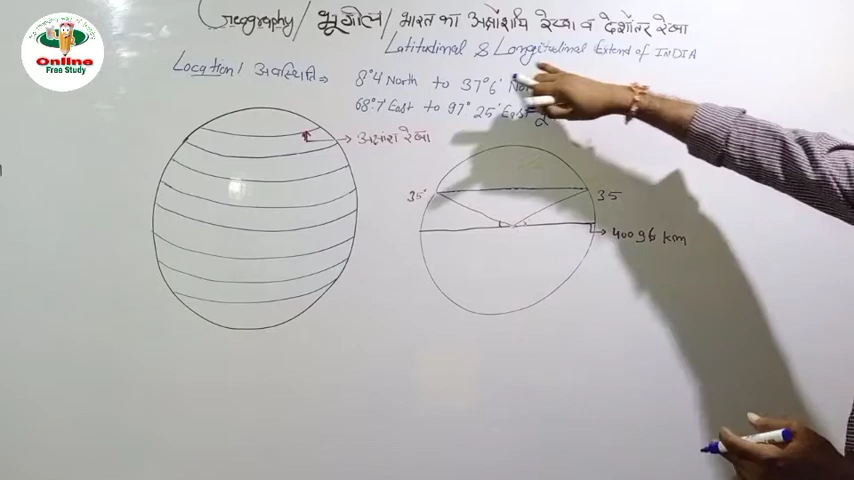 Geography/ भूगोल/ भारत का अक्षांशीय रेखा व देशांतर रेखा
Latitudinal & Longitudinal Extend of INDIA
Location/ अवस्थिति⇒ 8°4 North to 37°6'
68°7' East to 97° 25' East
अक्षांश रेखा
35°
35
40096 km
Online
Free Study